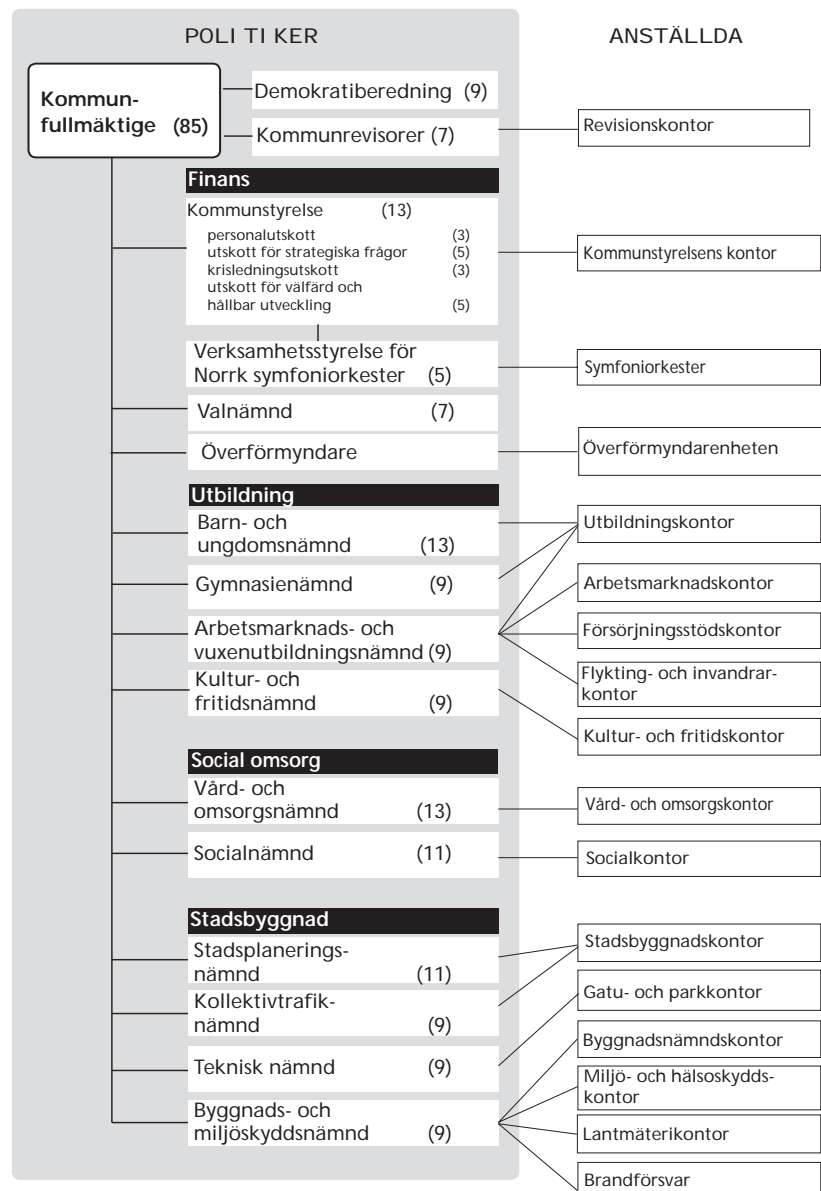 POLITIKER
ANSTÄLLDA
Kommun-
fullmäktige (85)
Demokratiberedning (9)
Kommunrevisorer (7)
Revisionskontor
Finans
Kommunstyrelse (13)
personalutskott (3)
utskott för strategiska frågor (5)
krisledningsutskott (3)
utskott för välfärd och
hållbar utveckling (5)
Kommunstyrelsens kontor
Verksamhetsstyrelse för
Norrk symfoniorkester (5)
Symfoniorkester
Valnämnd (7)
Överförmyndare
Överförmyndarenheten
Utbildning
Barn- och
ungdomsnämnd (13)
Utbildningskontor
Gymnasienämnd (9)
Arbetsmarknadskontor
Arbetsmarknads- och
vuxenutbildningsnämnd (9)
Försörjningsstödskontor
Kultur- och
fritidsnämnd (9)
Flykting- och invandrar-
kontor
Kultur- och fritidskontor
Social omsorg
Vård- och
omsorgsnämnd (13)
Vård- och omsorgskontor
Socialnämnd (11)
Socialkontor
Stadsbyggnad
Stadsplanerings-
nämnd (11)
Stadsbyggnadskontor
Kollektivtrafik-
nämnd (9)
Gatu- och parkkontor
Teknisk nämnd (9)
Byggnadsnämndskontor
Miljö- och hälsoskydds-
kontor
Byggnads- och
miljöskyddsnämnd (9)
Lantmäterikontor
Brandförsvar